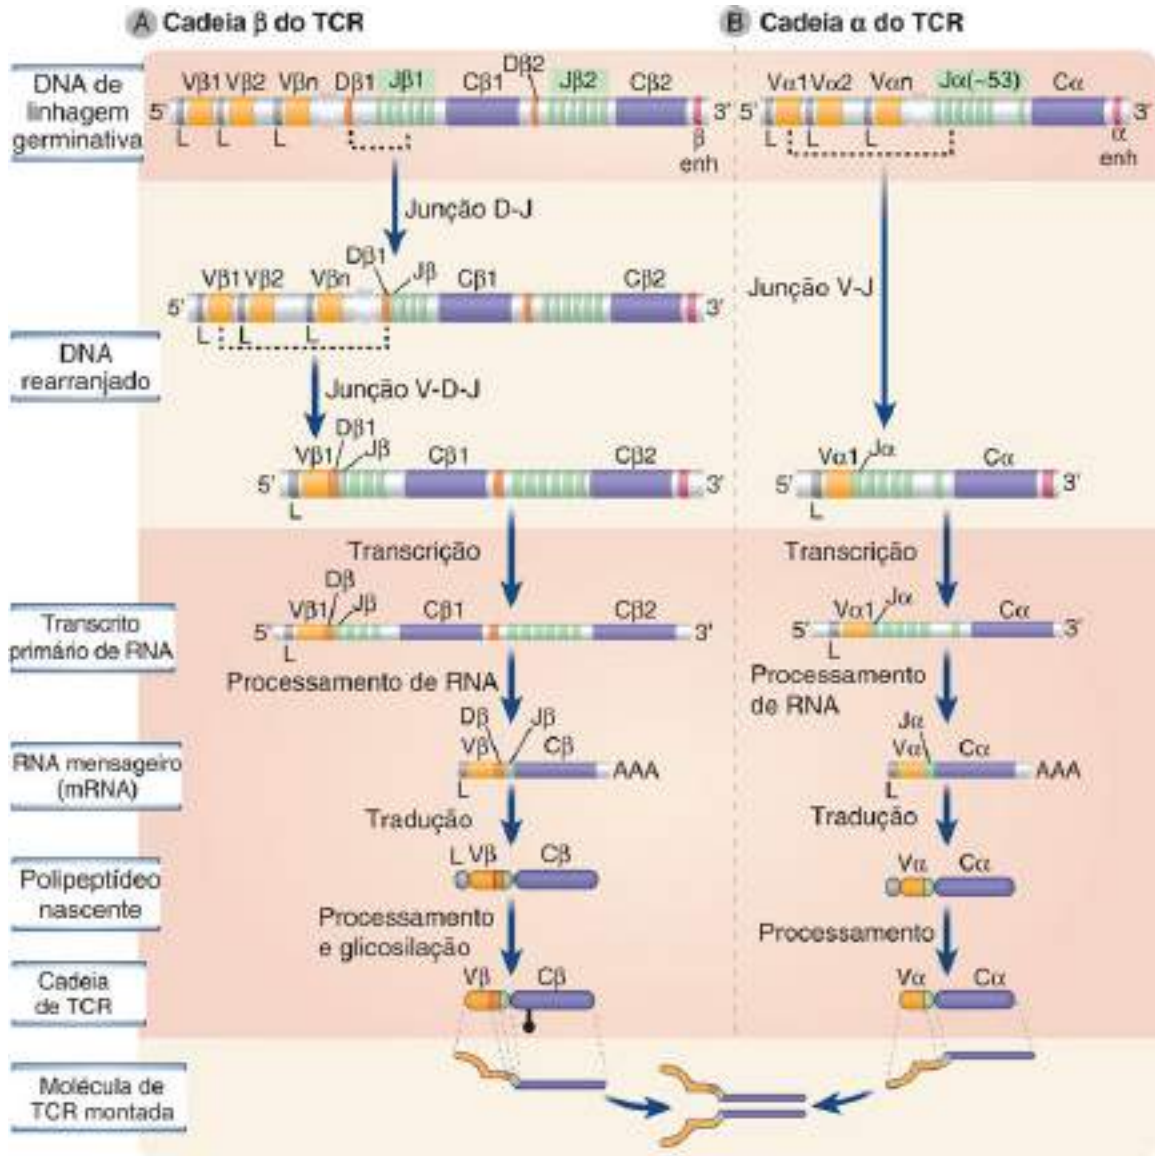 A Cadeia β do TCR
B Cadeia α do TCR
DNA de
linhagem
germinativa
Vβ1 Vβ2 Vβn Dβ1 Jβ1 Cβ1 Dβ2 Jβ2 Cβ2
5' 3'
L L L
β
enh
Vα1 Vα2 Vαn Jα(~53) Cα
5' 3'
L L L
α
enh
Junção D-J
Junção V-J
DNA
rearranjado
Vβ1 Vβ2 Vβn Dβ1 Jβ Cβ1 Cβ2
5' 3'
L L L
Junção V-D-J
Vβ1 Dβ1 Jβ Cβ1 Cβ2
5' 3'
L
Vα1 Jα Cα
5' 3'
L
Transcrição
Transcrição
Transcrito
primário de RNA
Vβ1 Dβ Jβ Cβ1 Cβ2
5' 3'
L
Vα1 Jα Cα
5' 3'
L
Processamento de RNA
Processamento
de RNA
RNA mensageiro
(mRNA)
Dβ Jβ
Vβ Cβ
AAA
L
Jα
Vα Cα
AAA
L
Tradução
Tradução
Polipeptídeo
nascente
L Vβ Cβ
Vα Cα
Processamento
e glicosilação
Processamento
Cadeia
de TCR
Vβ Cβ
Vα Cα
Molécula de
TCR montada